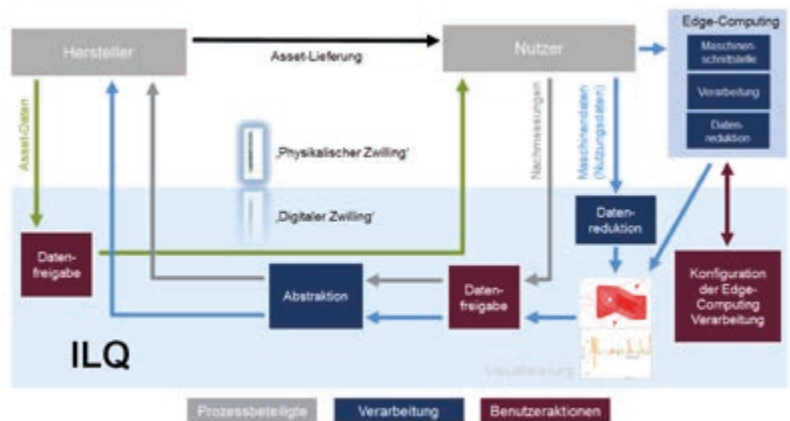 Edge-Computing
Hersteller
Nutzer
Asset-Lieferung
Maschinen-
schnittstelle
Verarbeitung
Daten-
reduktion
Asset-Daten
Nachmessungen
Maschinendaten
(Nutzungsdaten)
‚Physikalischer Zwilling‘
‚Digitaler Zwilling‘
Daten-
freigabe
Daten-
reduktion
Abstraktion
Daten-
freigabe
Konfiguration
der Edge-
Computing
Verarbeitung
ILQ
Visualisierung
Prozessbeteiligte
Verarbeitung
Benutzeraktionen